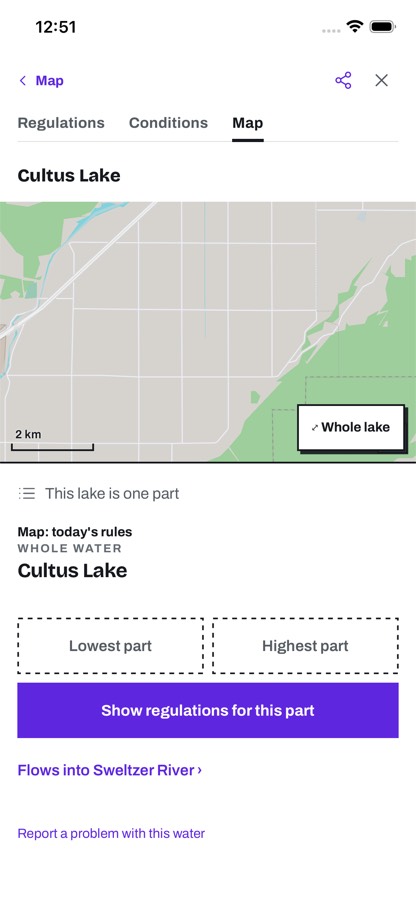 12:51
Map
Regulations
Conditions
Map
Cultus Lake
2 km
Whole lake
This lake is one part
Map: today's rules
WHOLE WATER
Cultus Lake
Lowest part
Highest part
Show regulations for this part
Flows into Sweltzer River ›
Report a problem with this water